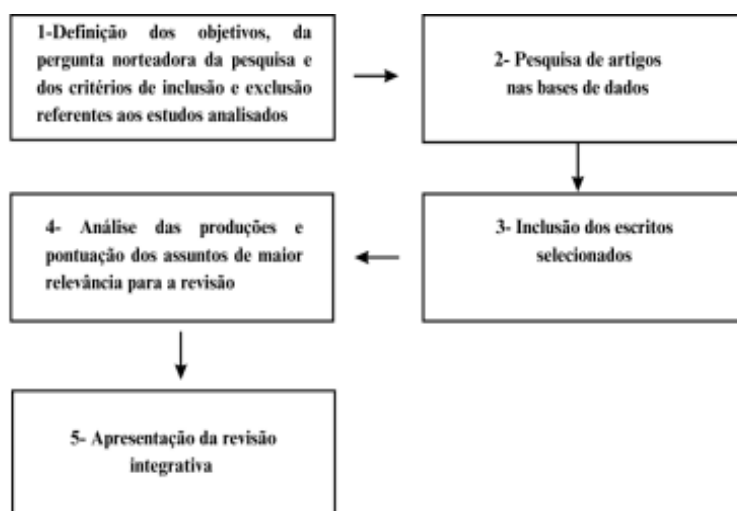 1-Definição dos objetivos, da
pergunta norteadora da pesquisa e
dos critérios de inclusão e exclusão
referentes aos estudos analisados
2- Pesquisa de artigos
nas bases de dados
3- Inclusão dos escritos
selecionados
4- Análise das produções e
pontuação dos assuntos de maior
relevância para a revisão
5- Apresentação da revisão
integrativa